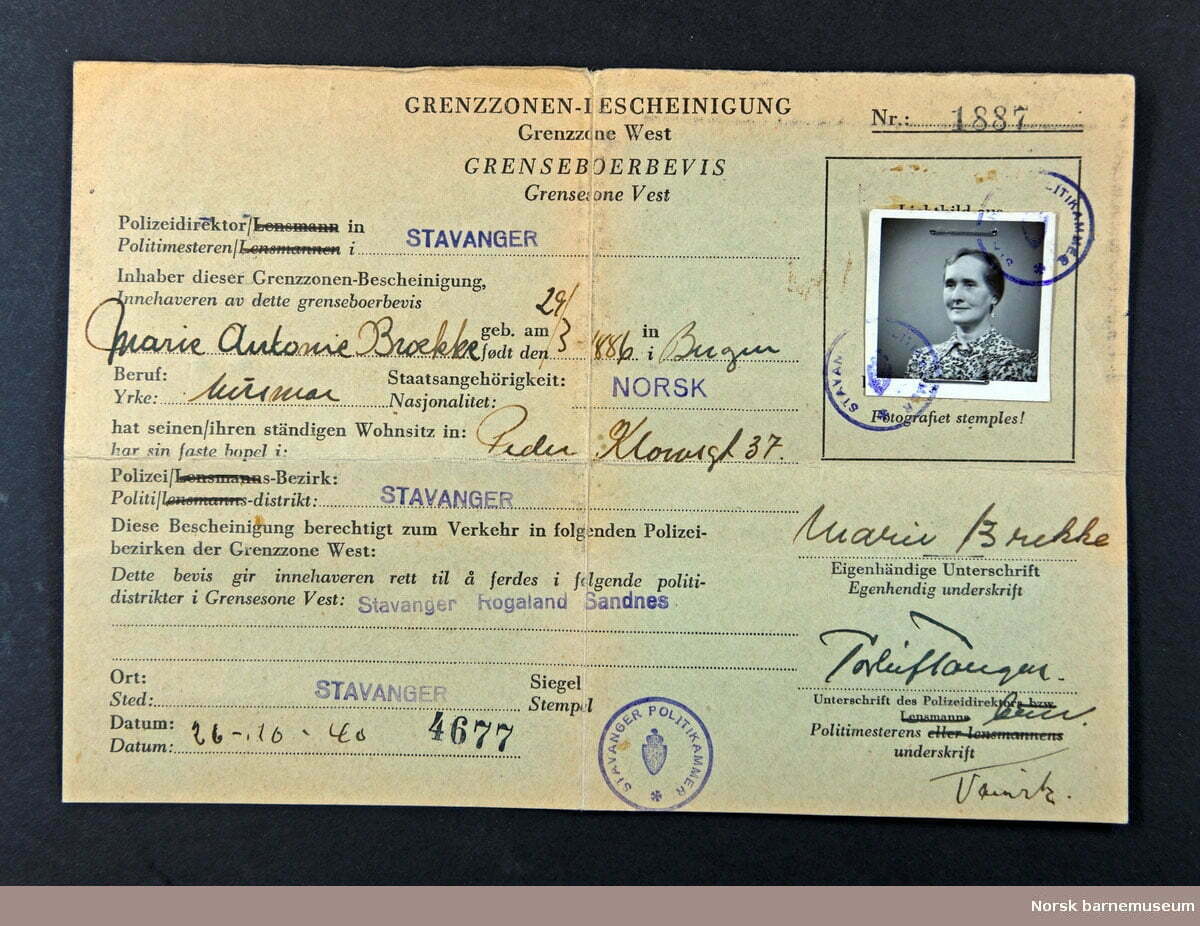 GRENZZONEN-BESCHEINIGUNG
Grenzzone West
GRENSEBOERBEVIS
Grensesone Vest
Nr.: 1887
Polizeidirektor/Lensmann in
Politimesteren/Lensmannen i STAVANGER
Inhaber dieser Grenzzonen-Bescheinigung,
Innehaveren av dette grenseboerbevis
Marie Antonie Brekke geb. am 29/3-1886 in
født den i
Beruf:
Yrke: husmor
Staatsangehörigkeit:
Nasjonalitet: NORSK
hat seinen/ihren ständigen Wohnsitz in:
har sin faste bopel i: Peder 37.
Polizei/Lensmanns-Bezirk:
Politi/lensmanns-distrikt: STAVANGER
Diese Bescheinigung berechtigt zum Verkehr in folgenden Polizei-
bezirken der Grenzzone West:
Dette bevis gir innehaveren rett til å ferdes i følgende politi-
distrikter i Grensesone Vest: Stavanger Rogaland Sandnes
Ort:
Sted: STAVANGER
Siegel
Stempel
Datum:
Datum: 26-.10-40 4677
STAVANGER POLITIKAMMER
POLITIKAMMER
STAVAN
Fotografiet stemples!
Marie Brekke
Eigenhändige Unterschrift
Egenhendig underskrift
Unterschrift des Polizeidirektors bzw.
Lensmanns
Politimesterens eller lensmannens
underskrift
Norsk barnemuseum